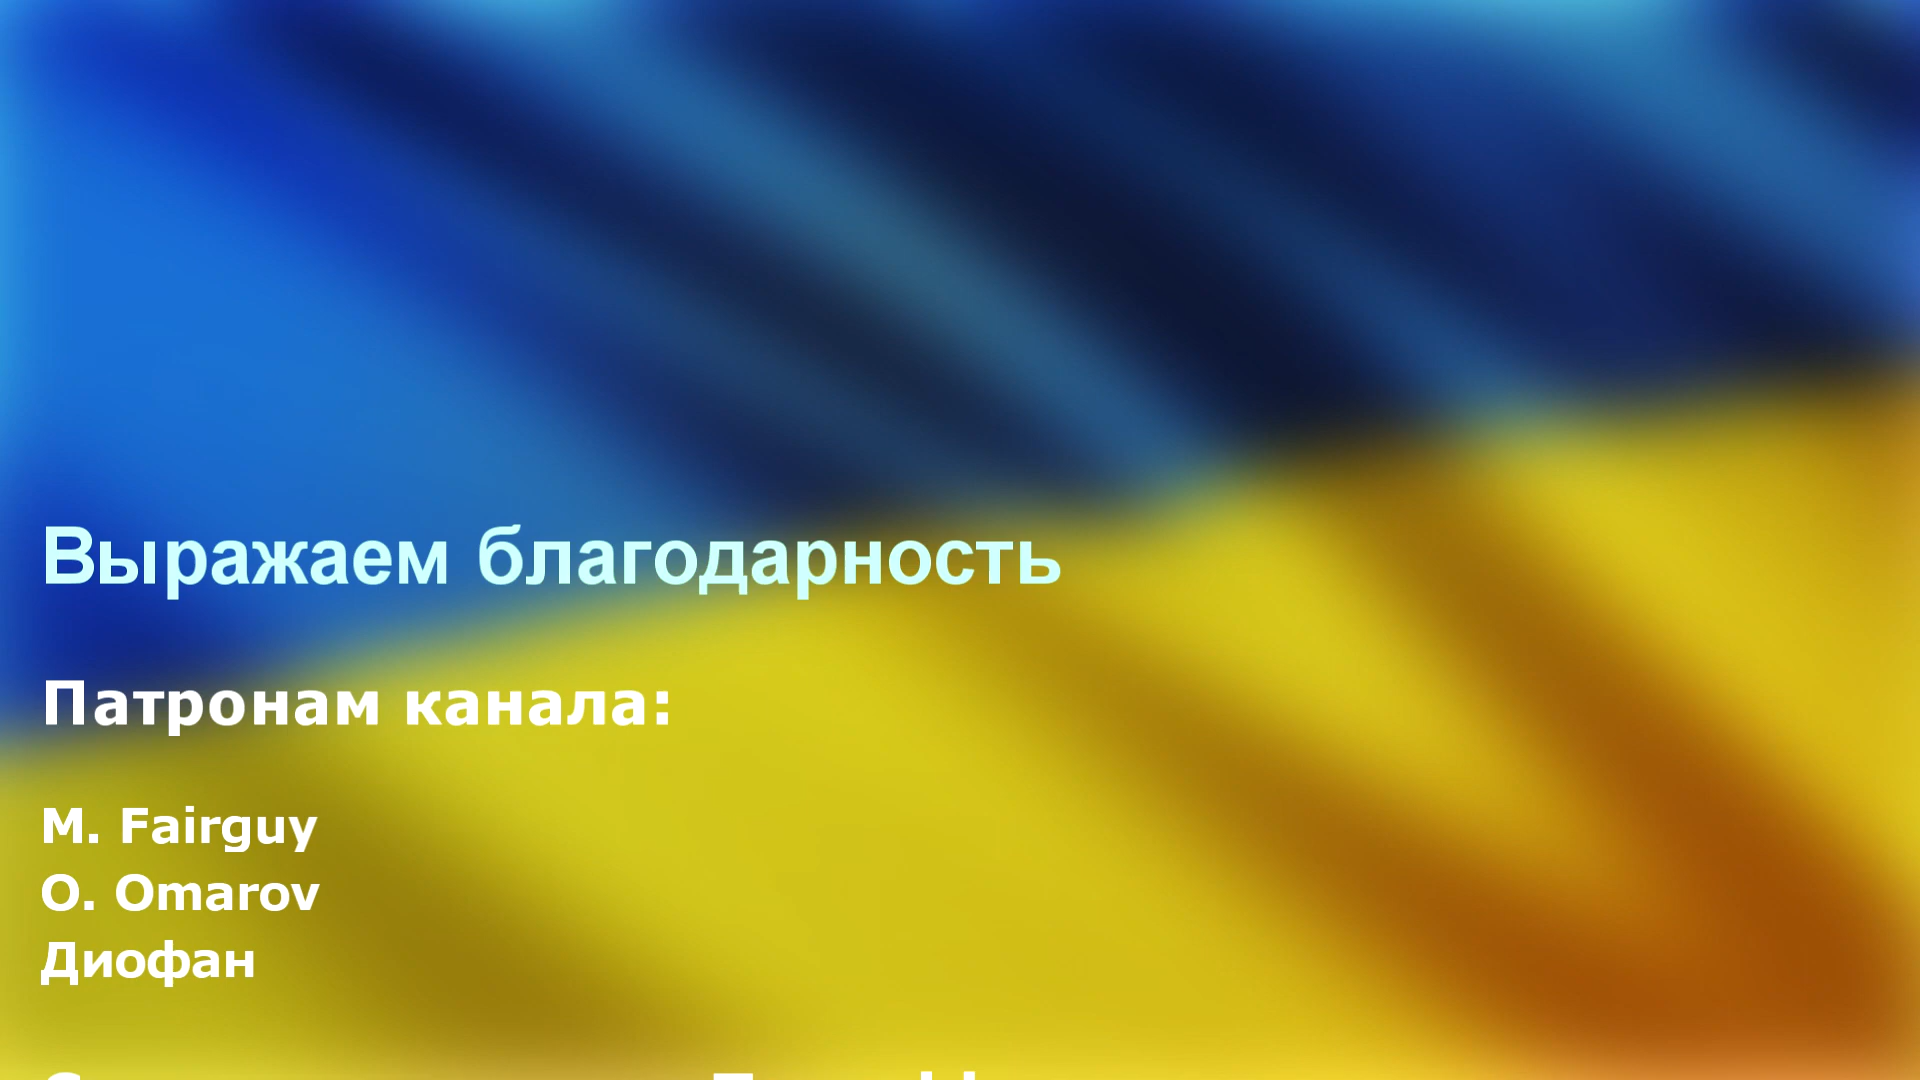 Выражаем благодарность
Патронам канала:
M. Fairguy
O. Omarov
Диофан